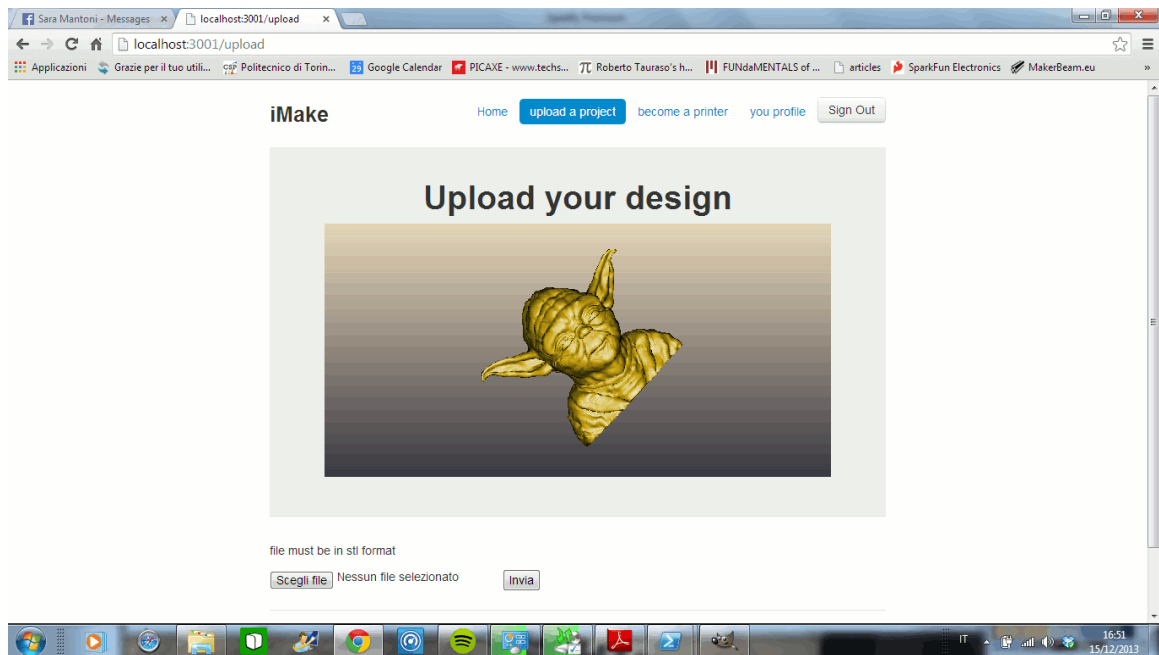 Sara Mantoni - Messages
localhost:3001/upload
localhost:3001/upload
Applicazioni Grazie per il tuo utili... CSP Politecnico di Torin... 29 Google Calendar PICAXE - www.techs... Roberto Tauraso's h... FUNdaMENTALS of ... articles SparkFun Electronics MakerBeam.eu »
iMake Home upload a project become a printer you profile Sign Out
Upload your design
file must be in stl format
Scegli file Nessun file selezionato Invia
IT 16:51
15/12/2013